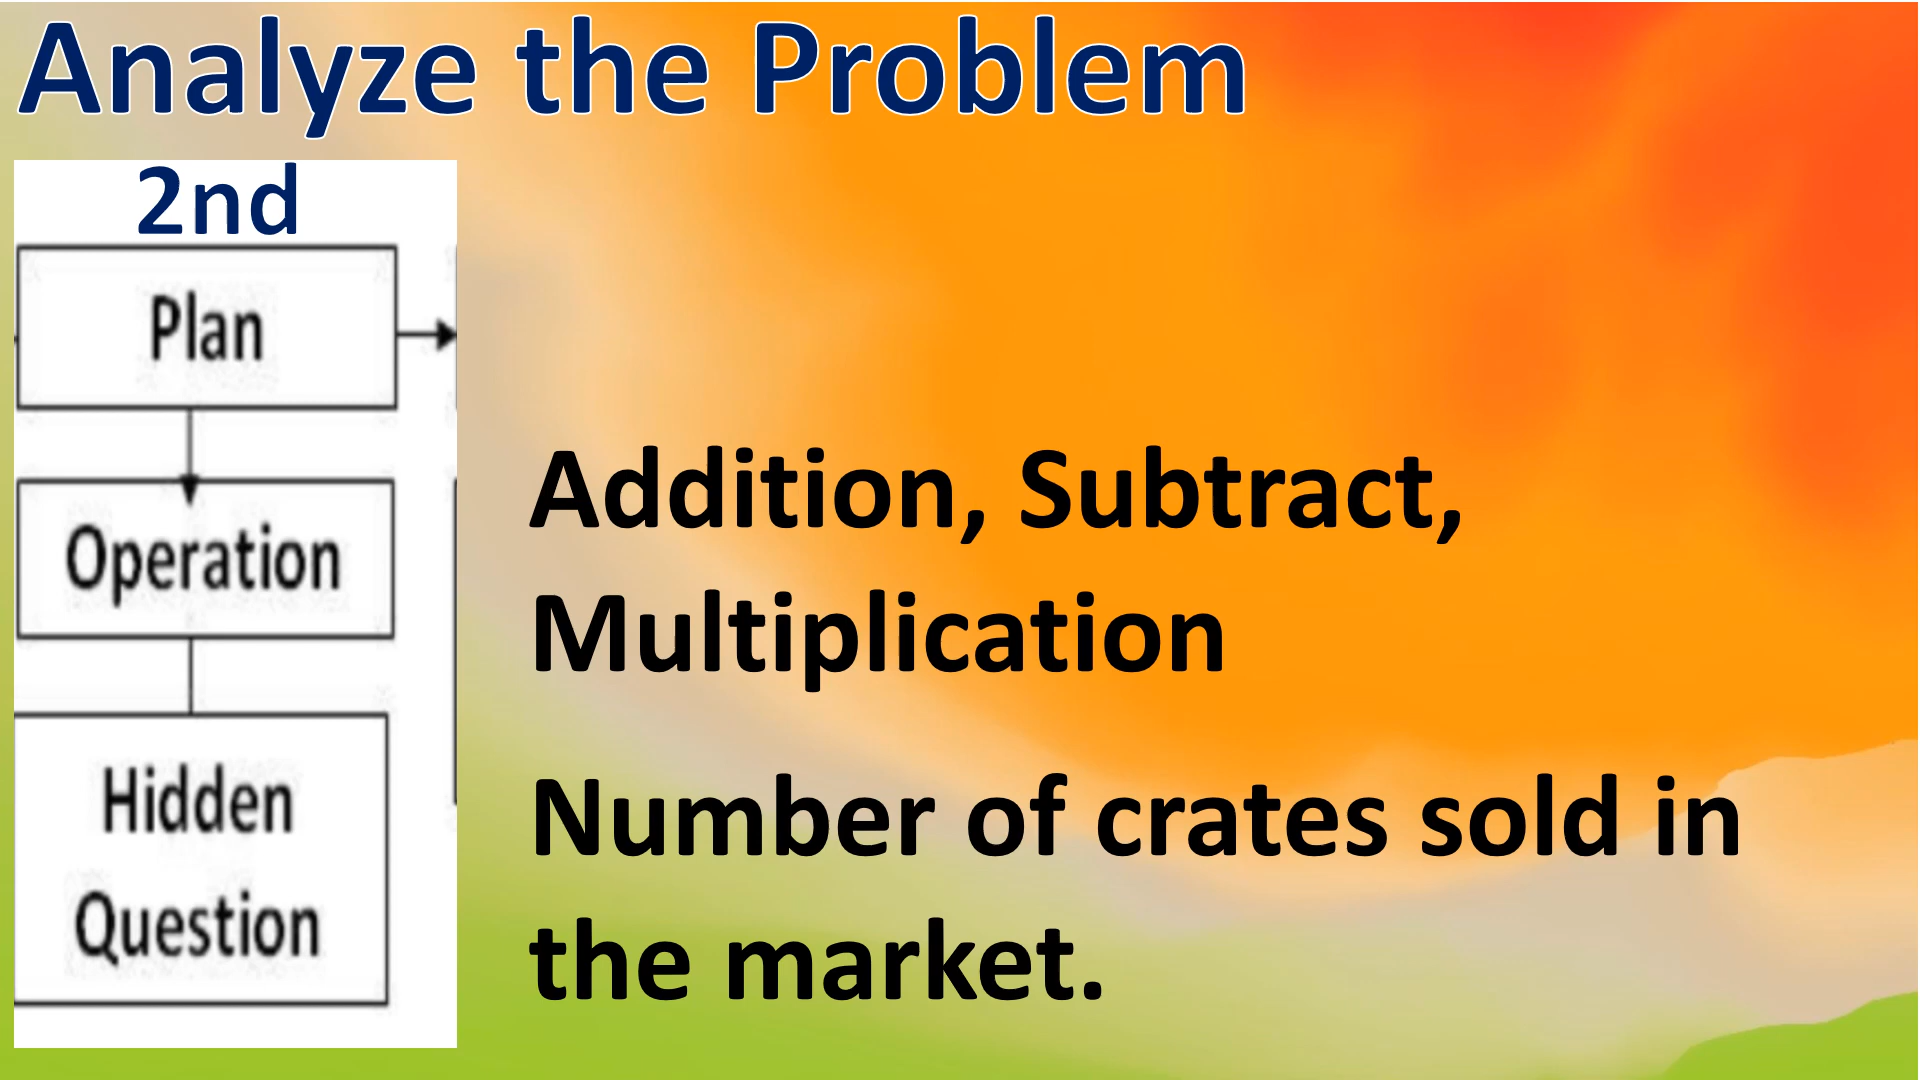 Analyze the Problem
2nd
Plan
Operation
Addition, Subtract,
Multiplication
Hidden
Question
Number of crates sold in
the market.